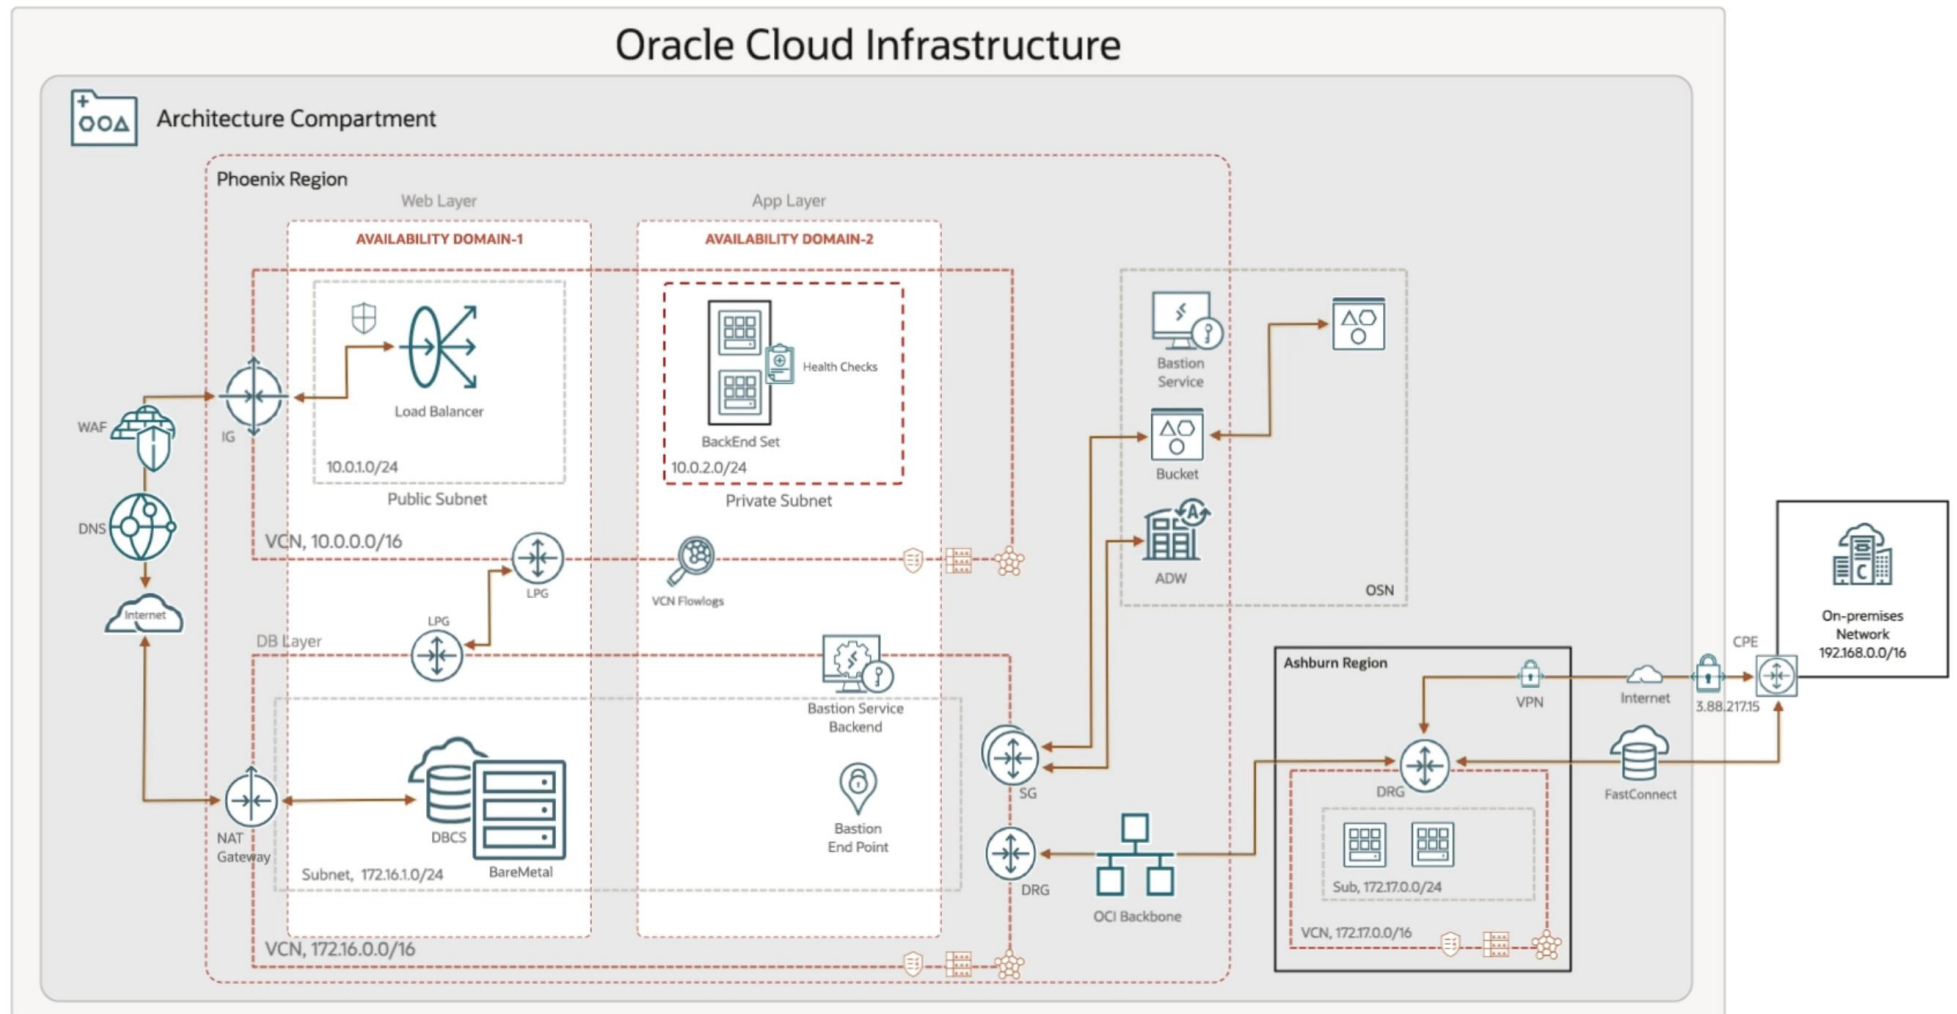 Oracle Cloud Infrastructure
Architecture Compartment
Phoenix Region
Web Layer
App Layer
AVAILABILITY DOMAIN-1
AVAILABILITY DOMAIN-2
Load Balancer
10.0.1.0/24
Public Subnet
Health Checks
BackEnd Set
10.0.2.0/24
Private Subnet
WAF
IG
DNS
Internet
VCN, 10.0.0.0/16
LPG
VCN Flowlogs
LPG
DB Layer
Bastion
Service
Bucket
A
ADW
OSN
Bastion Service
Backend
Bastion
End Point
NAT
Gateway
DBCS
BareMetal
Subnet, 172.16.1.0/24
VCN, 172.16.0.0/16
SG
DRG
OCI Backbone
Ashburn Region
VPN
DRG
Sub, 172.17.0.0/24
VCN, 172.17.0.0/16
Internet
3.88.217.15
FastConnect
CPE
C
On-premises
Network
192.168.0.0/16